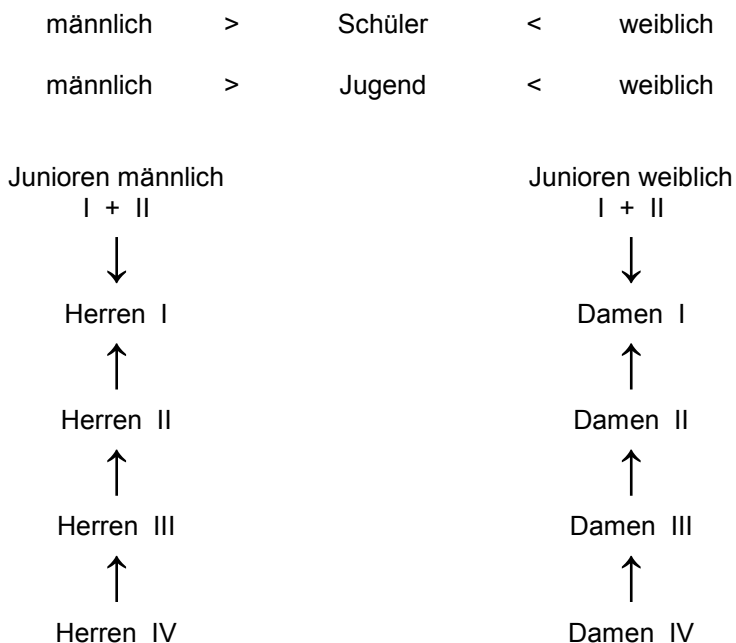 männlich > Schüler < weiblich
männlich > Jugend < weiblich
Junioren männlich Junioren weiblich
I + II I + II
Herren I Damen I
Herren II Damen II
Herren III Damen III
Herren IV Damen IV